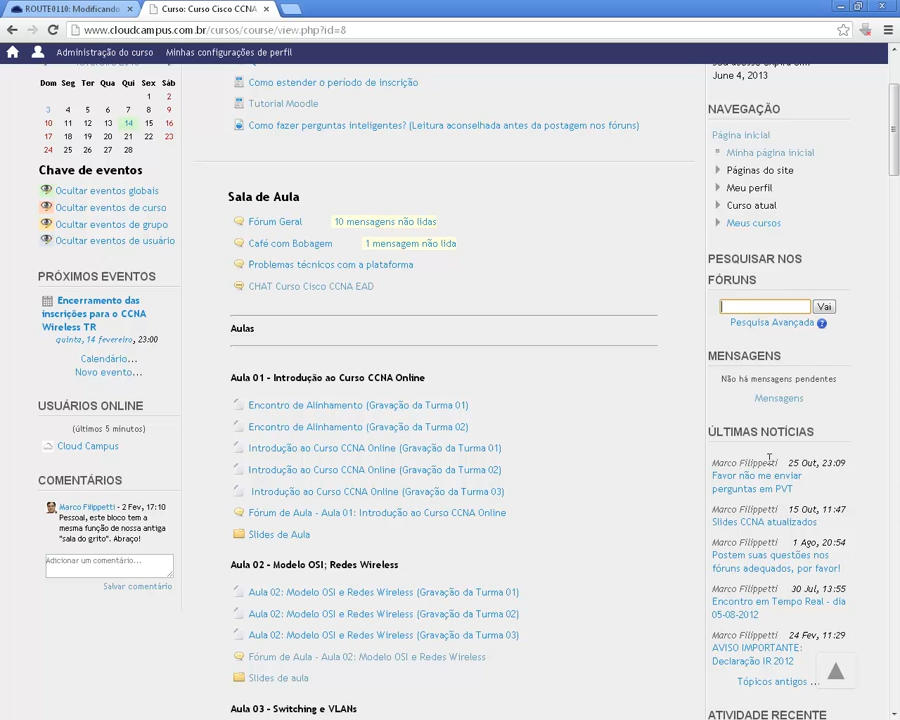 ROUTE0110: Modificando
Curso: Curso Cisco CCNA
www.cloudcampus.com.br/cursos/course/view.php?id=8
Administração do curso
Minhas configurações de perfil
Dom Seg Ter Qua Qui Sex Sáb
1 2
3 4 5 6 7 8 9
10 11 12 13 14 15 16
17 18 19 20 21 22 23
24 25 26 27 28
Chave de eventos
Ocultar eventos globais
Ocultar eventos de curso
Ocultar eventos de grupo
Ocultar eventos de usuário
PRÓXIMOS EVENTOS
Encerramento das
inscrições para o CCNA
Wireless TR
quinta, 14 fevereiro, 23:00
Calendário...
Novo evento...
USUÁRIOS ONLINE
(últimos 5 minutos)
Cloud Campus
COMENTÁRIOS
Marco Filippetti - 2 Fev, 17:10
Pessoal, este bloco tem a
mesma função de nossa antiga
"sala do grito". Abraço!
Adicionar um comentário...
Salvar comentário
Como estender o período de inscrição
Tutorial Moodle
Como fazer perguntas inteligentes? (Leitura aconselhada antes da postagem nos fóruns)
Sala de Aula
Fórum Geral 10 mensagens não lidas
Café com Bobagem 1 mensagem não lida
Problemas técnicos com a plataforma
CHAT Curso Cisco CCNA EAD
Aulas
Aula 01 - Introdução ao Curso CCNA Online
Encontro de Alinhamento (Gravação da Turma 01)
Encontro de Alinhamento (Gravação da Turma 02)
Introdução ao Curso CCNA Online (Gravação da Turma 01)
Introdução ao Curso CCNA Online (Gravação da Turma 02)
Introdução ao Curso CCNA Online (Gravação da Turma 03)
Fórum de Aula - Aula 01: Introdução ao Curso CCNA Online
Slides de Aula
Aula 02 - Modelo OSI; Redes Wireless
Aula 02: Modelo OSI e Redes Wireless (Gravação da Turma 01)
Aula 02: Modelo OSI e Redes Wireless (Gravação da Turma 02)
Aula 02: Modelo OSI e Redes Wireless (Gravação da Turma 03)
Fórum de Aula - Aula 02: Modelo OSI e Redes Wireless
Slides de aula
Aula 03 - Switching e VLANs
June 4, 2013
NAVEGAÇÃO
Página inicial
Minha página inicial
Páginas do site
Meu perfil
Curso atual
Meus cursos
PESQUISAR NOS
FÓRUNS
Vai
Pesquisa Avançada ?
MENSAGENS
Não há mensagens pendentes
Mensagens
ÚLTIMAS NOTÍCIAS
Marco Filippetti 25 Out, 23:09
Favor não me enviar
perguntas em PVT
Marco Filippetti 15 Out, 11:47
Slides CCNA atualizados
Marco Filippetti 1 Ago, 20:54
Postem suas questões nos
fóruns adequados, por favor!
Marco Filippetti 30 Jul, 13:55
Encontro em Tempo Real - dia
05-08-2012
Marco Filippetti 24 Fev, 11:29
AVISO IMPORTANTE:
Declaração IR 2012
Tópicos antigos ...
ATIVIDADE RECENTE